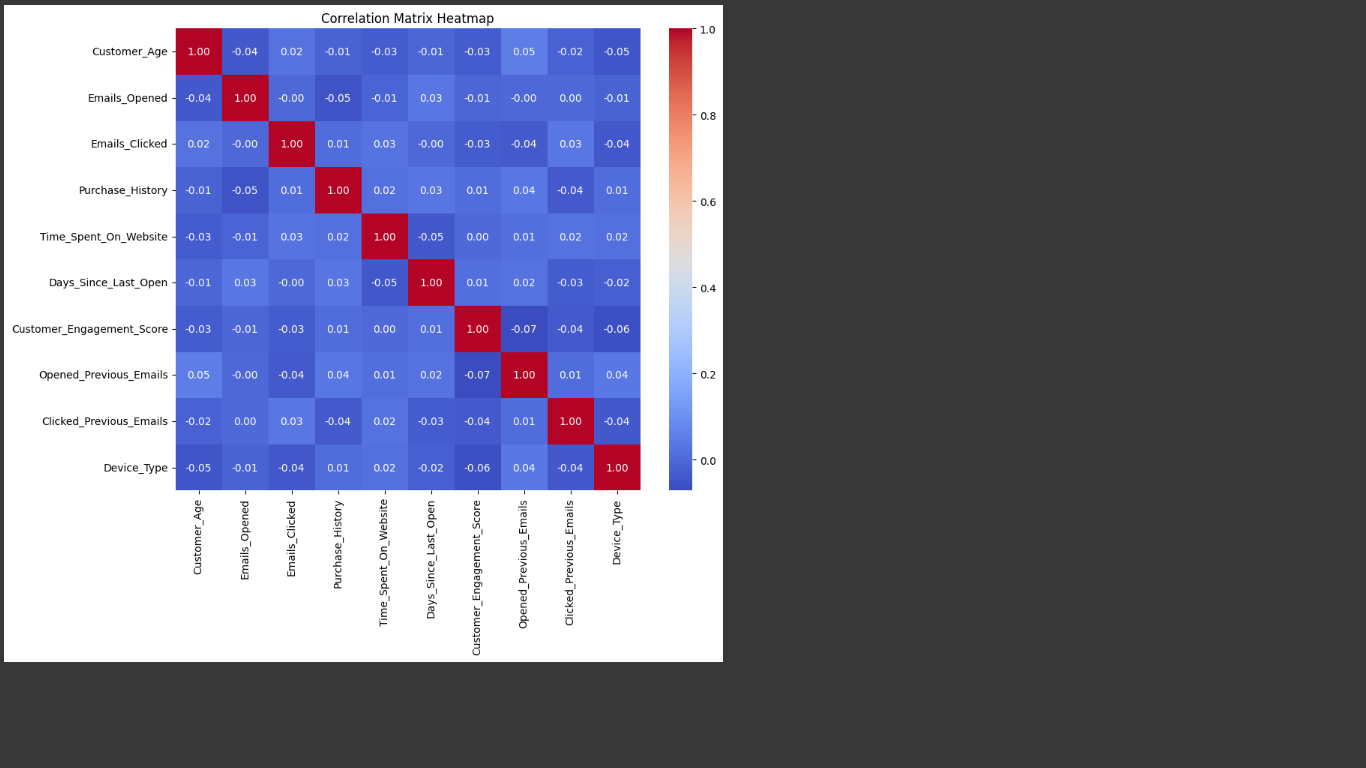 Correlation Matrix Heatmap
Customer_Age 1.00 -0.04 0.02 -0.01 -0.03 -0.01 -0.03 0.05 -0.02 -0.05
Emails_Opened -0.04 1.00 -0.00 -0.05 -0.01 0.03 -0.01 -0.00 0.00 -0.01
Emails_Clicked 0.02 -0.00 1.00 0.01 0.03 -0.00 -0.03 -0.04 0.03 -0.04
Purchase_History -0.01 -0.05 0.01 1.00 0.02 0.03 0.01 0.04 -0.04 0.01
Time_Spent_On_Website -0.03 -0.01 0.03 0.02 1.00 -0.05 0.00 0.01 0.02 0.02
Days_Since_Last_Open -0.01 0.03 -0.00 0.03 -0.05 1.00 0.01 0.02 -0.03 -0.02
Customer_Engagement_Score -0.03 -0.01 -0.03 0.01 0.00 0.01 1.00 -0.07 -0.04 -0.06
Opened_Previous_Emails 0.05 -0.00 -0.04 0.04 0.01 0.02 -0.07 1.00 0.01 0.04
Clicked_Previous_Emails -0.02 0.00 0.03 -0.04 0.02 -0.03 -0.04 0.01 1.00 -0.04
Device_Type -0.05 -0.01 -0.04 0.01 0.02 -0.02 -0.06 0.04 -0.04 1.00
Customer_Age
Emails_Opened
Emails_Clicked
Purchase_History
Time_Spent_On_Website
Days_Since_Last_Open
Customer_Engagement_Score
Opened_Previous_Emails
Clicked_Previous_Emails
Device_Type
1.0
0.8
0.6
0.4
0.2
0.0